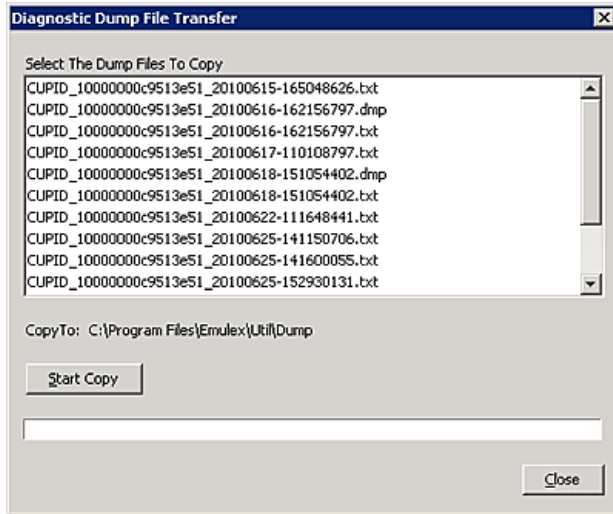 Diagnostic Dump File Transfer
Select The Dump Files To Copy
CUPID_10000000c9513e51_20100615-165048626.txt
CUPID_10000000c9513e51_20100616-162156797.dmp
CUPID_10000000c9513e51_20100616-162156797.txt
CUPID_10000000c9513e51_20100617-110108797.txt
CUPID_10000000c9513e51_20100618-151054402.dmp
CUPID_10000000c9513e51_20100618-151054402.txt
CUPID_10000000c9513e51_20100622-111648441.txt
CUPID_10000000c9513e51_20100625-141150706.txt
CUPID_10000000c9513e51_20100625-141600055.txt
CUPID_10000000c9513e51_20100625-152930131.txt
CopyTo: C:\Program Files\Emulex\Util\Dump
Start Copy
Close